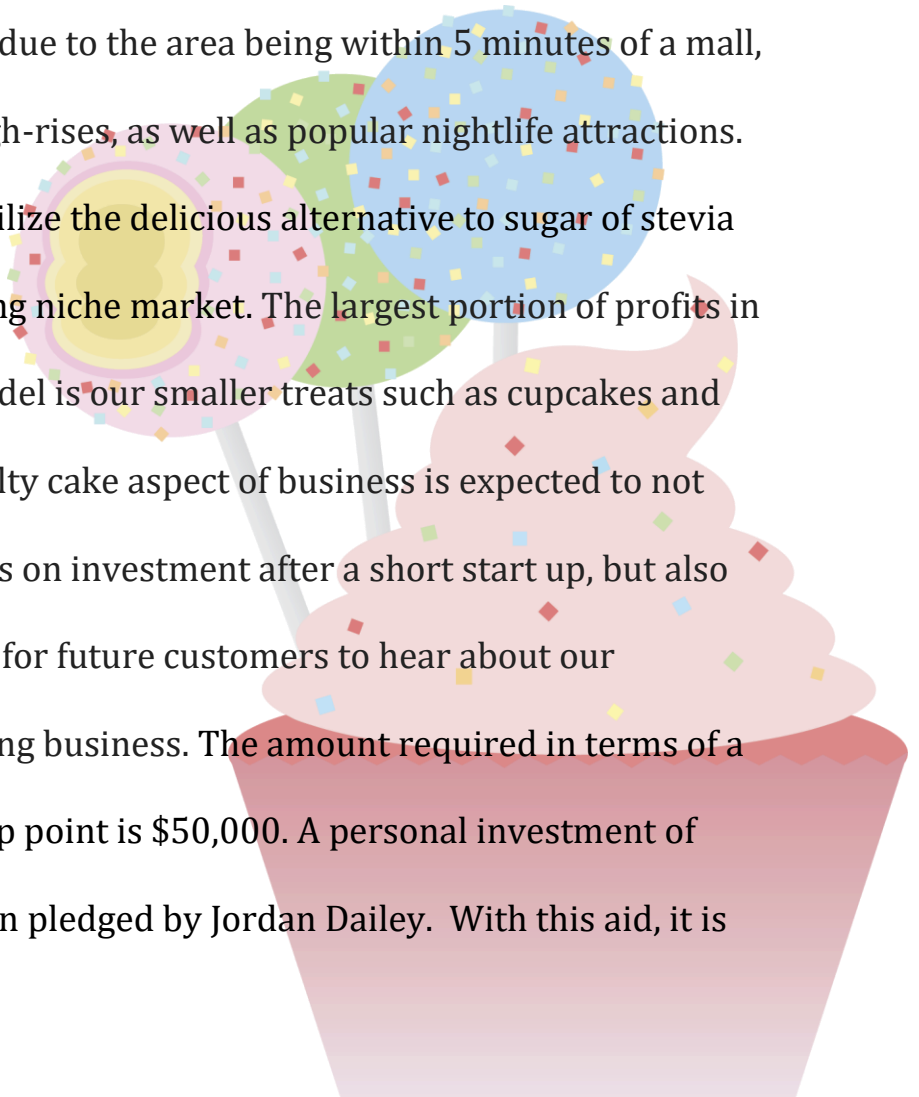 due to the area being within 5 minutes of a mall,
gh-rises, as well as popular nightlife attractions.
ilize the delicious alternative to sugar of stevia
ng niche market. The largest portion of profits in
del is our smaller treats such as cupcakes and
lty cake aspect of business is expected to not
s on investment after a short start up, but also
for future customers to hear about our
ng business. The amount required in terms of a
p point is $50,000. A personal investment of
n pledged by Jordan Dailey.  With this aid, it is